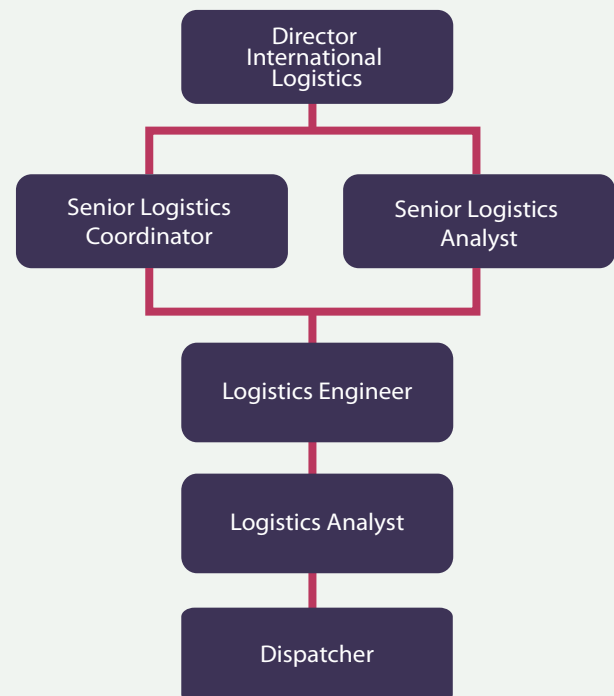 Director
International
Logistics
Senior Logistics
Coordinator
Senior Logistics
Analyst
Logistics Engineer
Logistics Analyst
Dispatcher